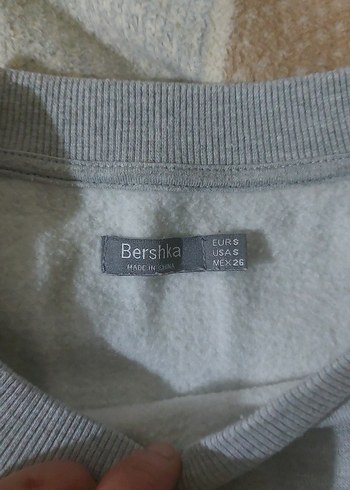 Bershka
MADE IN CHINA
EUR S
USA S
MEX 26